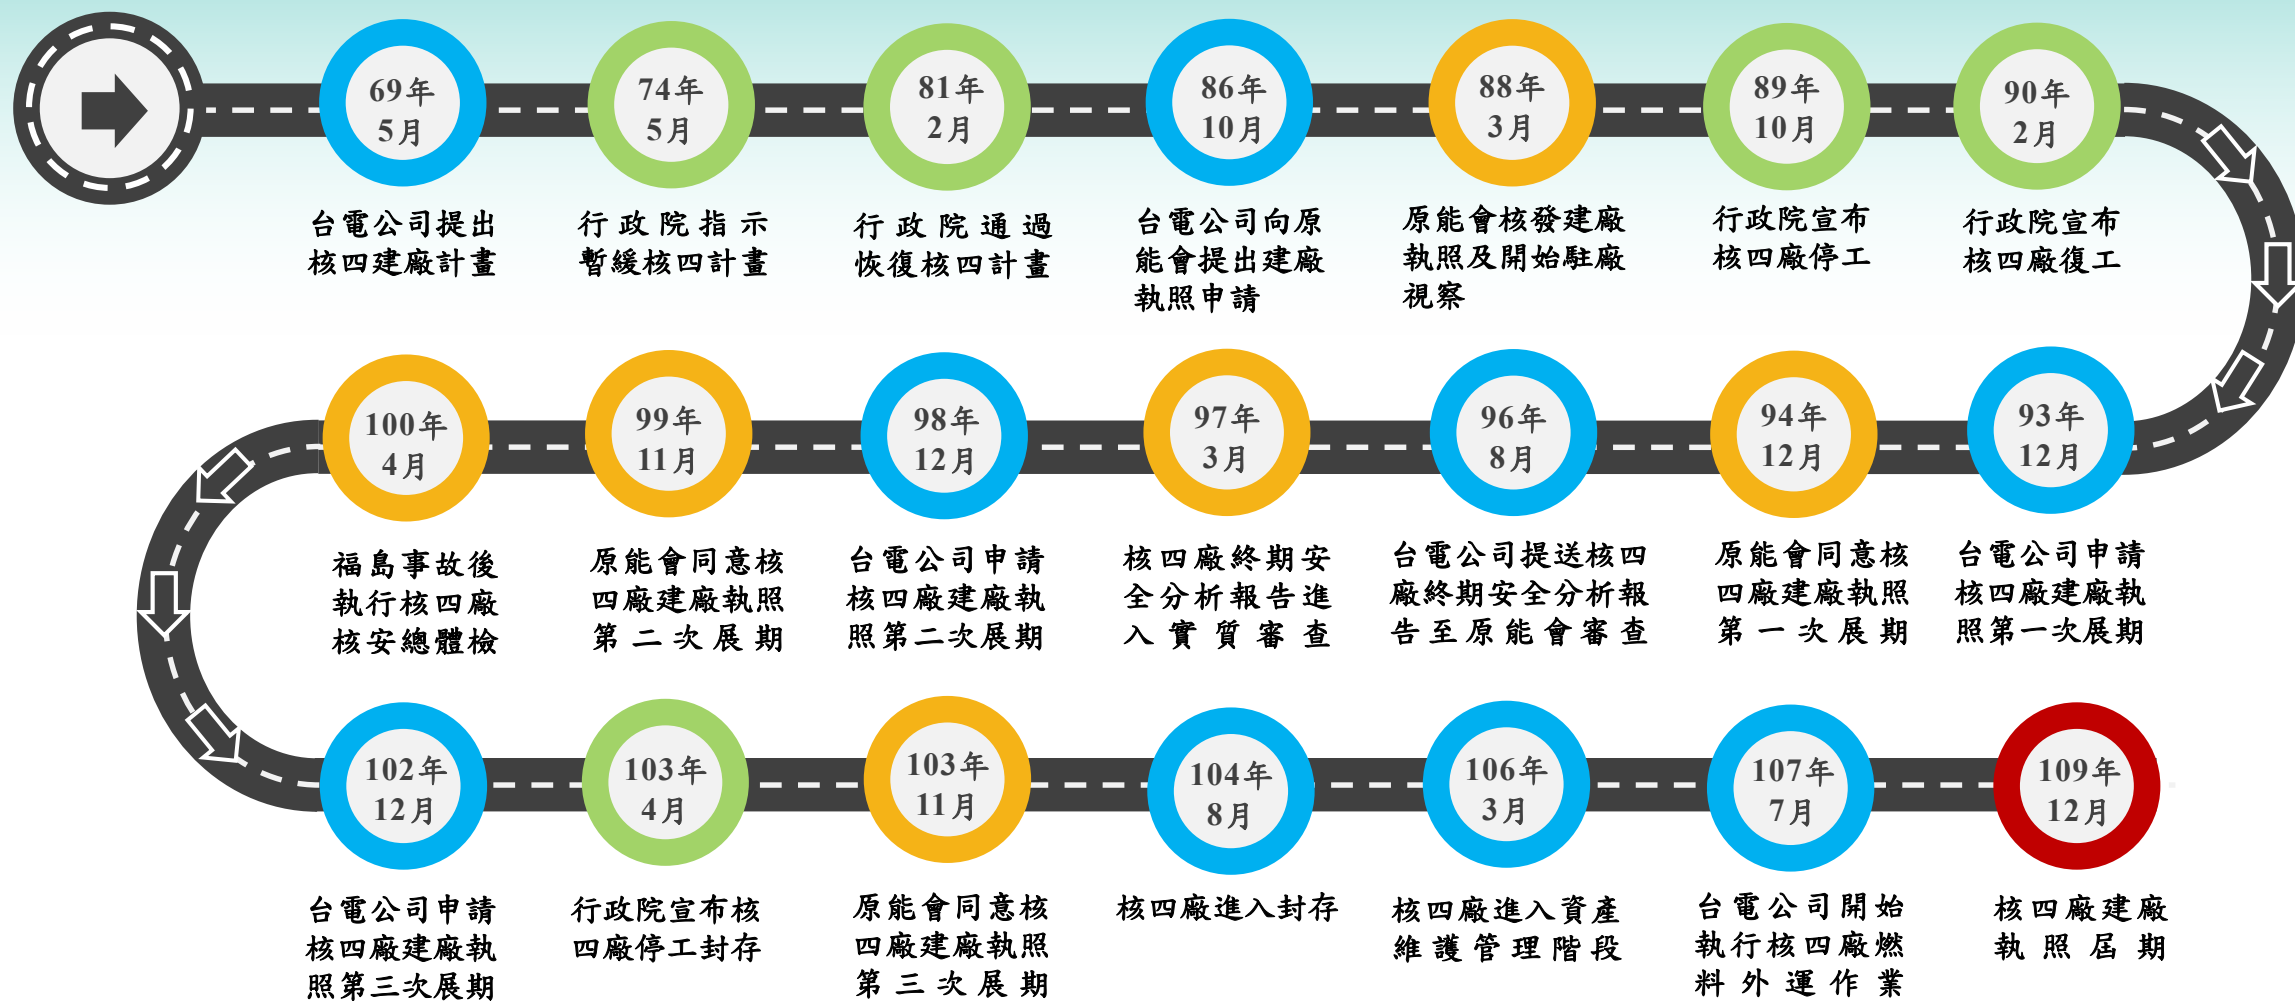 69年
5月
台電公司提出
核四建廠計畫
74年
5月
行政院指示
暫緩核四計畫
81年
2月
行政院通過
恢復核四計畫
86年
10月
台電公司向原
能會提出建廠
執照申請
88年
3月
原能會核發建廠
執照及開始駐廠
視察
89年
10月
行政院宣布
核四廠停工
90年
2月
行政院宣布
核四廠復工
93年
12月
台電公司申請
核四廠建廠執
照第一次展期
94年
12月
原能會同意核
四廠建廠執照
第一次展期
96年
8月
台電公司提送核四
廠終期安全分析報
告至原能會審查
97年
3月
核四廠終期安
全分析報告進
入實質審查
98年
12月
台電公司申請
核四廠建廠執
照第二次展期
99年
11月
原能會同意核
四廠建廠執照
第二次展期
100年
4月
福島事故後
執行核四廠
核安總體檢
102年
12月
台電公司申請
核四廠建廠執
照第三次展期
103年
4月
行政院宣布核
四廠停工封存
103年
11月
原能會同意核
四廠建廠執照
第三次展期
104年
8月
核四廠進入封存
106年
3月
核四廠進入資產
維護管理階段
107年
7月
台電公司開始
執行核四廠燃
料外運作業
109年
12月
核四廠建廠
執照屆期